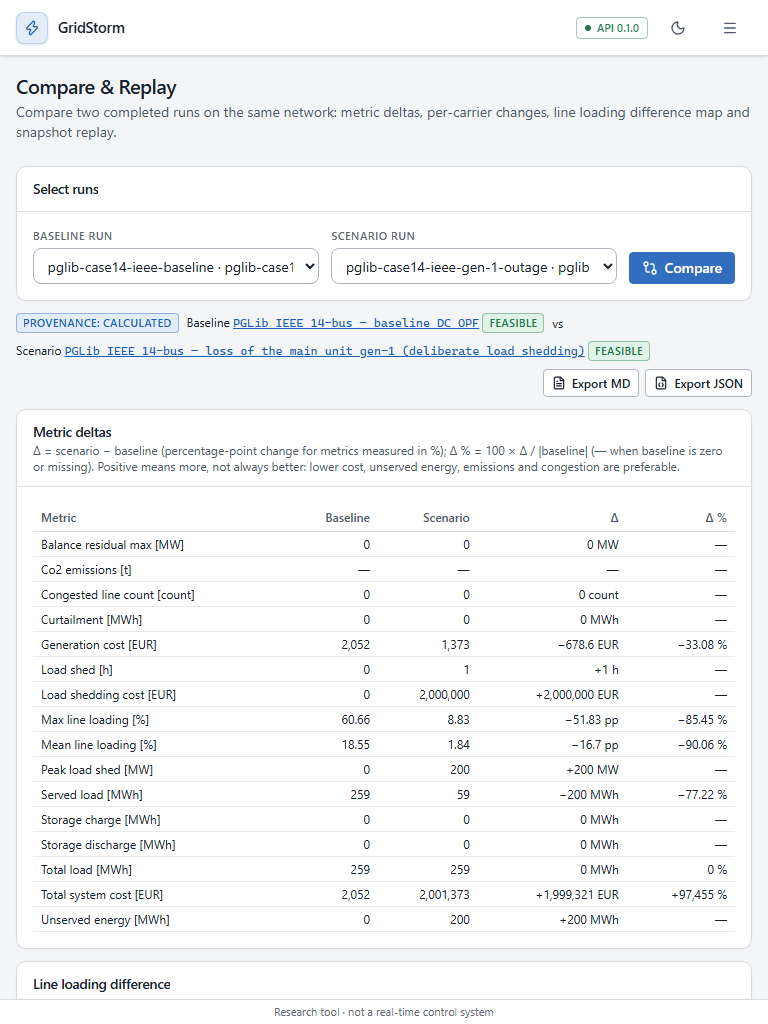 GridStorm
API 0.1.0
Compare & Replay
Compare two completed runs on the same network: metric deltas, per-carrier changes, line loading difference map and
snapshot replay.
Select runs
BASELINE RUN
SCENARIO RUN
pglib-case14-ieee-baseline · pglib-case1
pglib-case14-ieee-gen-1-outage · pglib-
Compare
PROVENANCE: CALCULATED Baseline PGLib IEEE 14-bus — baseline DC OPF FEASIBLE vs
Scenario PGLib IEEE 14-bus — loss of the main unit gen-1 (deliberate load shedding) FEASIBLE
Export MD Export JSON
Metric deltas
Δ = scenario − baseline (percentage-point change for metrics measured in %); Δ % = 100 × Δ / |baseline| (— when baseline is zero
or missing). Positive means more, not always better: lower cost, unserved energy, emissions and congestion are preferable.
Metric Baseline Scenario Δ Δ %
Balance residual max [MW] 0 0 0 MW —
Co2 emissions [t] — — — —
Congested line count [count] 0 0 0 count —
Curtailment [MWh] 0 0 0 MWh —
Generation cost [EUR] 2,052 1,373 −678.6 EUR −33.08 %
Load shed [h] 0 1 +1 h —
Load shedding cost [EUR] 0 2,000,000 +2,000,000 EUR —
Max line loading [%] 60.66 8.83 −51.83 pp −85.45 %
Mean line loading [%] 18.55 1.84 −16.7 pp −90.06 %
Peak load shed [MW] 0 200 +200 MW —
Served load [MWh] 259 59 −200 MWh −77.22 %
Storage charge [MWh] 0 0 0 MWh —
Storage discharge [MWh] 0 0 0 MWh —
Total load [MWh] 259 259 0 MWh 0 %
Total system cost [EUR] 2,052 2,001,373 +1,999,321 EUR +97,455 %
Unserved energy [MWh] 0 200 +200 MWh —
Line loading difference
Research tool · not a real-time control system